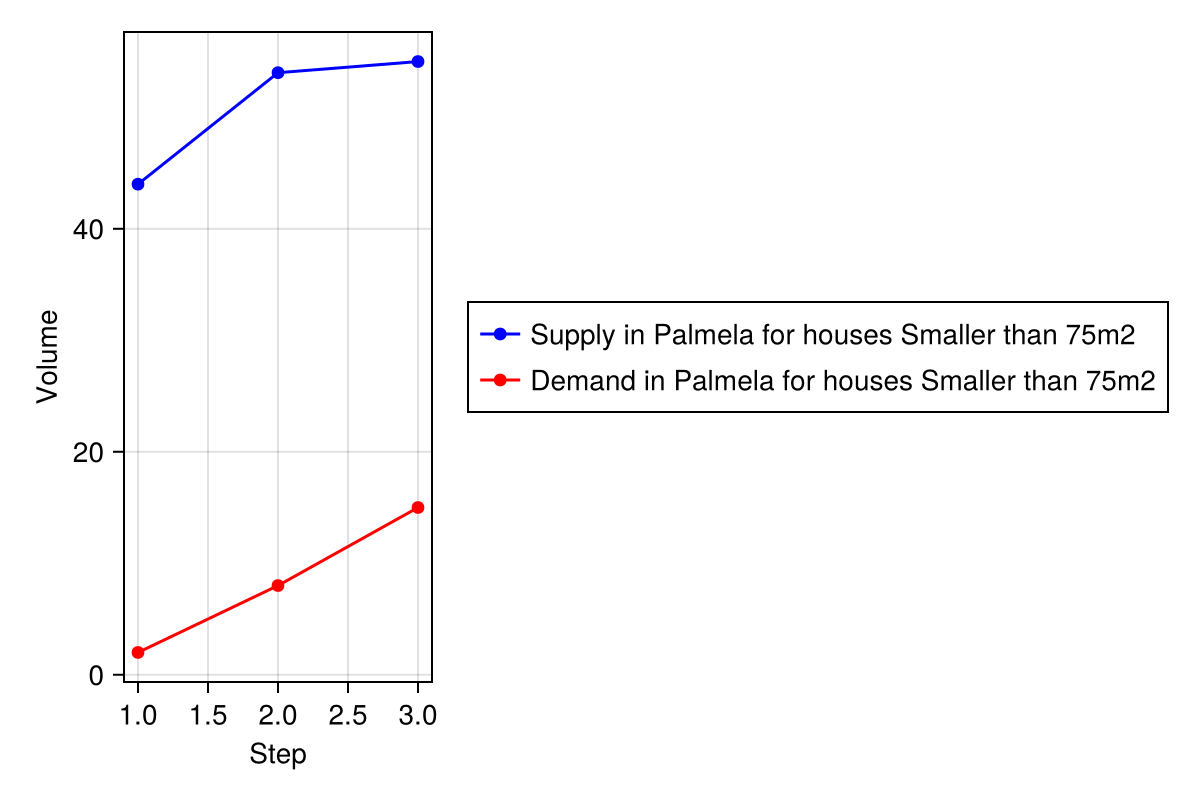 Volume
40
20
0
1.0 1.5 2.0 2.5 3.0
Step
Supply in Palmela for houses Smaller than 75m2
Demand in Palmela for houses Smaller than 75m2